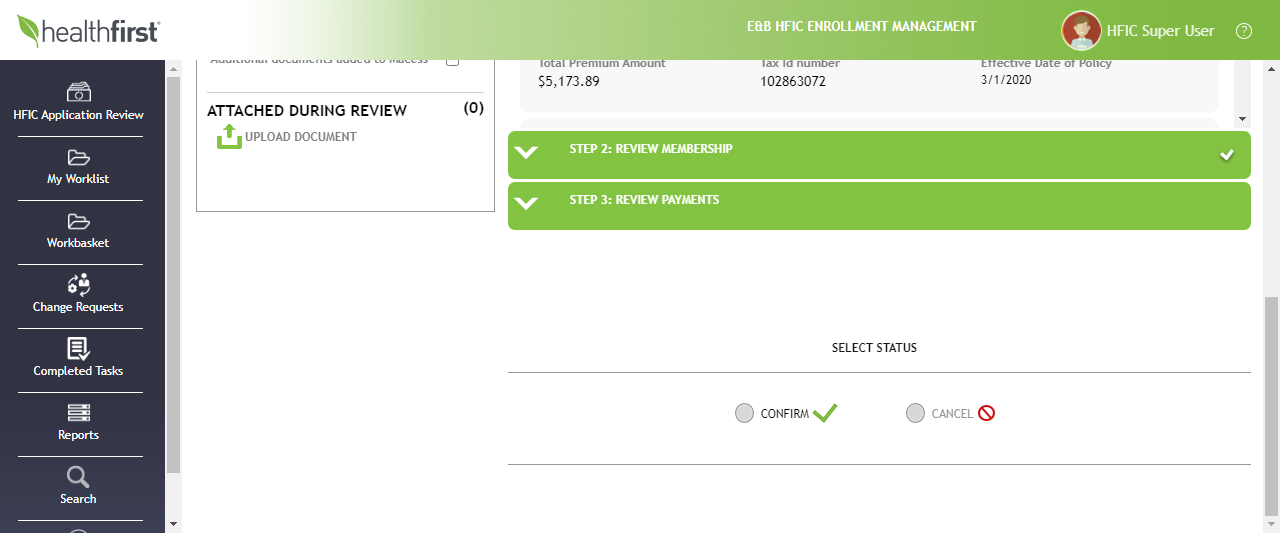 healthfirst
E&B HFIC ENROLLMENT MANAGEMENT
HFIC Super User
?
HFIC Application Review
My Worklist
Workbasket
Change Requests
Completed Tasks
Reports
Search
Additional documents added to Macess
ATTACHED DURING REVIEW (0)
UPLOAD DOCUMENT
Total Premium Amount Tax Id number Effective Date of Policy
$5,173.89 102863072 3/1/2020
STEP 2: REVIEW MEMBERSHIP
STEP 3: REVIEW PAYMENTS
SELECT STATUS
CONFIRM CANCEL